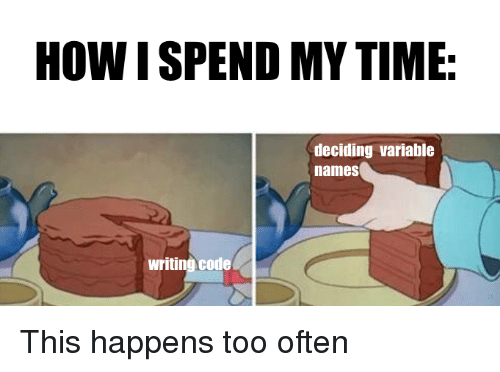 HOW I SPEND MY TIME:
deciding variable
names
writing code
This happens too often